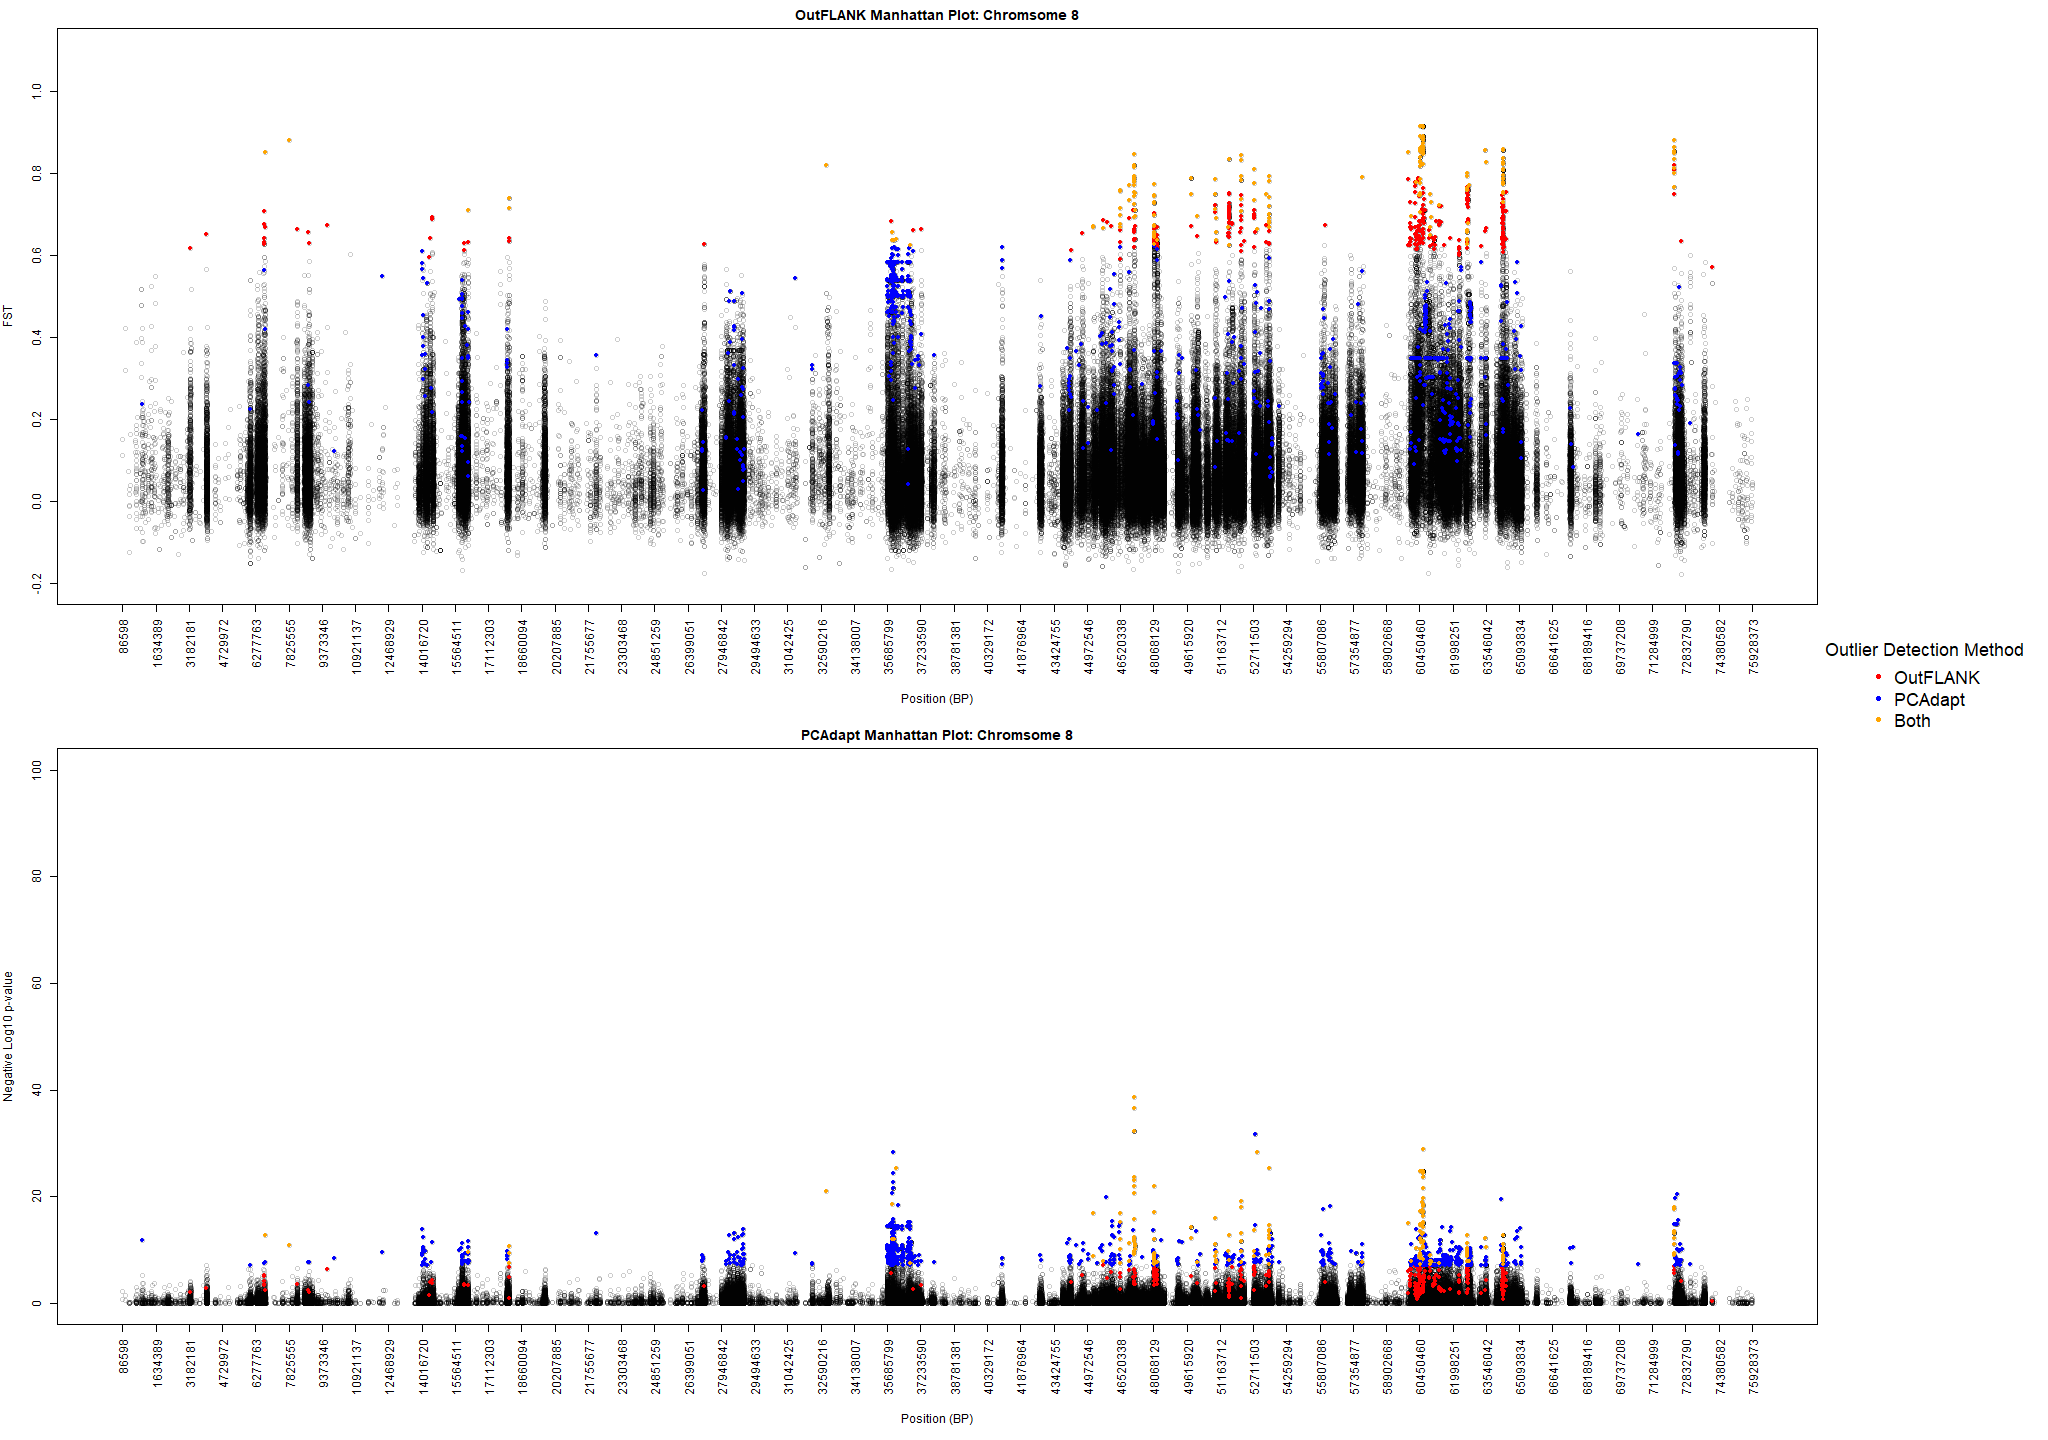 OutFLANK Manhattan Plot: Chromsome 8
FST
1.0
0.8
0.6
0.4
0.2
0.0
-0.2
86598 1634389 3182181 4729972 6277763 7825555 9373346 10921137 12468929 14016720 15564511 17112303 18660094 20207885 21755677 23303468 24851259 26399051 27946842 29494633 31042425 32590216 34138007 35685799 37233590 38781381 40329172 41876964 43424755 44972546 46520338 48068129 49615920 51163712 52711503 54259294 55807086 57354877 58902668 60450460 61998251 63546042 65093834 66641625 68189416 69737208 71284999 72832790 74380582 75928373
Position (BP)
Outlier Detection Method
OutFLANK
PCAdapt
Both
PCAdapt Manhattan Plot: Chromsome 8
Negative Log10 p-value
100
80
60
40
20
0
86598 1634389 3182181 4729972 6277763 7825555 9373346 10921137 12468929 14016720 15564511 17112303 18660094 20207885 21755677 23303468 24851259 26399051 27946842 29494633 31042425 32590216 34138007 35685799 37233590 38781381 40329172 41876964 43424755 44972546 46520338 48068129 49615920 51163712 52711503 54259294 55807086 57354877 58902668 60450460 61998251 63546042 65093834 66641625 68189416 69737208 71284999 72832790 74380582 75928373
Position (BP)